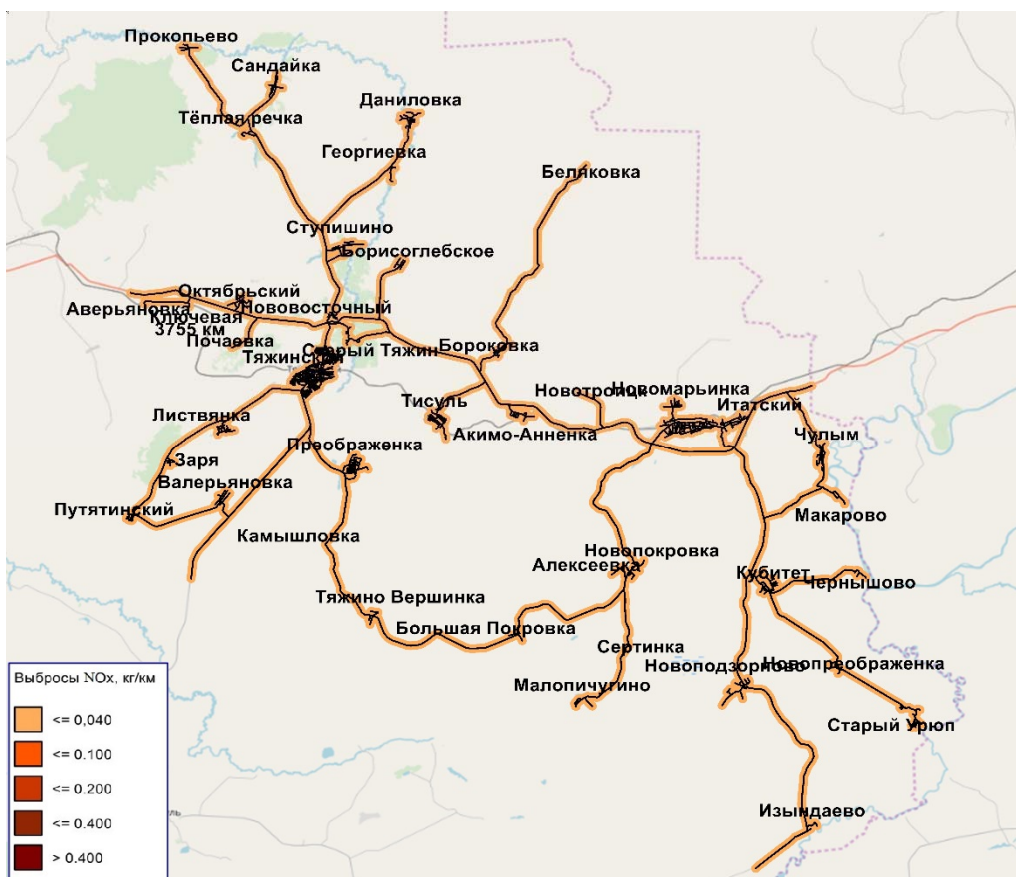 Прокопьево
Сандайка
Даниловка
Тёплая речка
Георгиевка
Беляковка
Ступишино
Борисоглебское
Октябрьский
Аверьяновка
Нововосточный
Ключевая
3755 км
Почаевка
Старый Тяжин
Бороковка
Тяжинский
Новомарьинка
Тисуль
Итатский
Листвянка
Акимо-Анненка
Чулым
Преображенка
Заря
Валерьяновка
Путятинский
Макарово
Камышловка
Новопокровка
Алексеевка
Кубитет
Чернышово
Тяжино Вершинка
Большая Покровка
Сертинка
Новоподзорново
Новопреображенка
Малопичугино
Старый Урюп
Изындаево
Выбросы NOx, кг/км
<= 0,040
<= 0.100
<= 0.200
<= 0.400
> 0.400